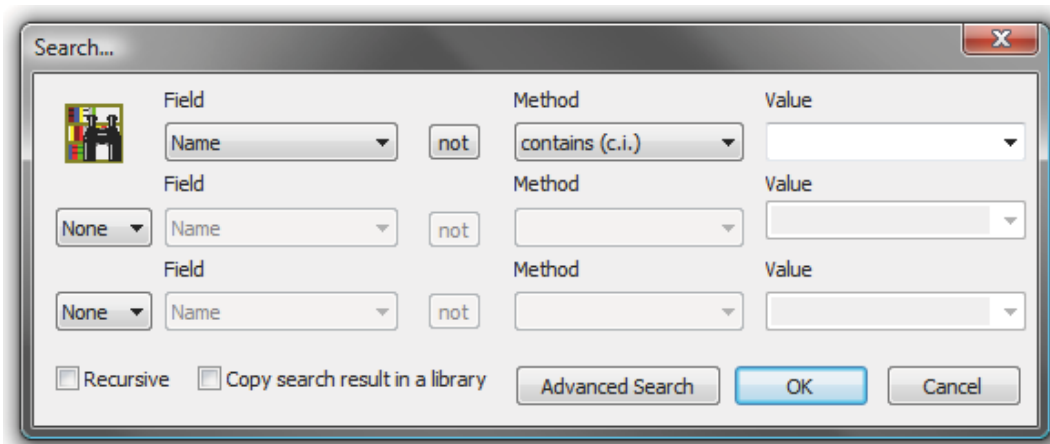 Search...
Field Method Value
Name not contains (c.i.)
Field Method Value
None Name not
Field Method Value
None Name not
Recursive Copy search result in a library Advanced Search OK Cancel